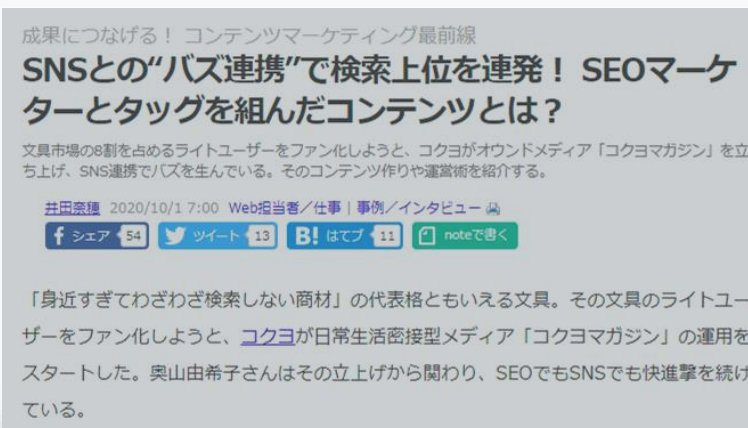 成果につなげる! コンテンツマーケティング最前線
SNSとの“バズ連携”で検索上位を連発! SEOマーケ
ターとタッグを組んだコンテンツとは?
文具市場の8割を占めるライトユーザーをファン化しようと、コクヨがオウンドメディア「コクヨマガジン」を立
ち上げ、SNS連携でバズを生んでいる。そのコンテンツ作りや運営術を紹介する。
井田奈穂 2020/10/1 7:00 Web担当者/仕事 | 事例/インタビュー
シェア 54 ツイート 13 B! はてブ 11 noteで書く
「身近すぎてわざわざ検索しない商材」の代表格ともいえる文具。その文具のライトユー
ザーをファン化しようと、コクヨが日常生活密接型メディア「コクヨマガジン」の運用を
スタートした。奥山由希子さんはその立上げから関わり、SEOでもSNSでも快進撃を続け
ている。